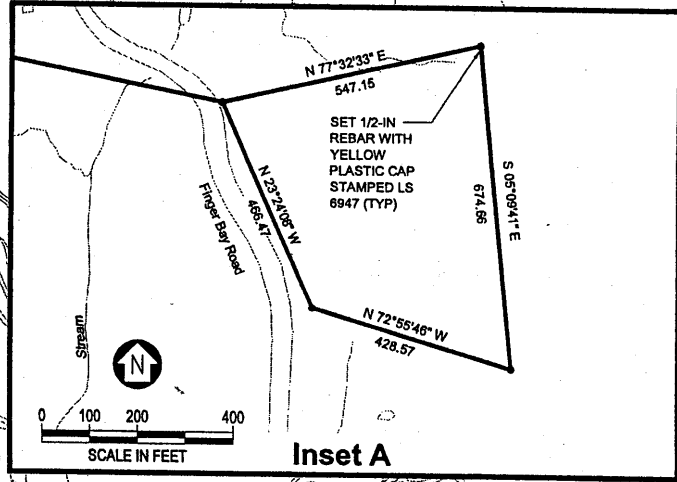 N 77°32'33" E
547.15
SET 1/2-IN
REBAR WITH
YELLOW
PLASTIC CAP
STAMPED LS
6947 (TYP)
S 05°09'41" E
674.66
N 23°24'06" W
466.47
Finger Bay Road
N 72°55'46" W
428.57
Stream
N
0 100 200 400
SCALE IN FEET
Inset A